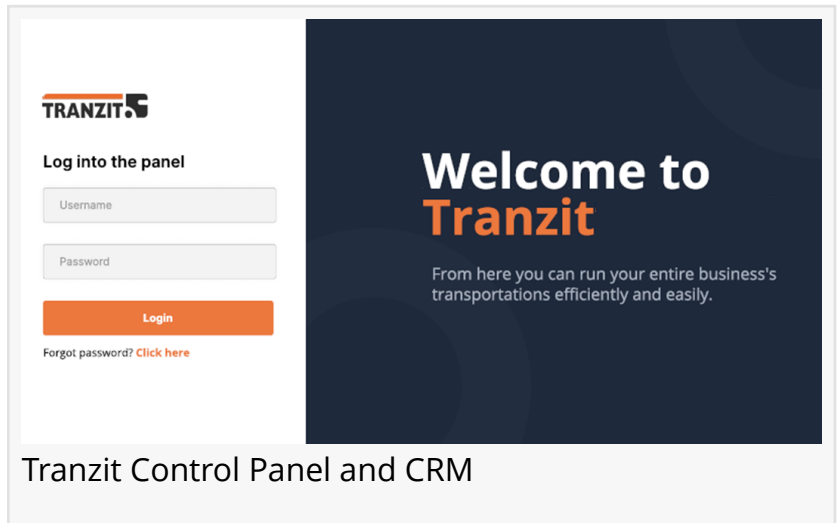 TRANZIT
Log into the panel
Username
Password
Login
Forgot password? Click here
Welcome to
Tranzit
From here you can run your entire business's
transportations efficiently and easily.
Tranzit Control Panel and CRM